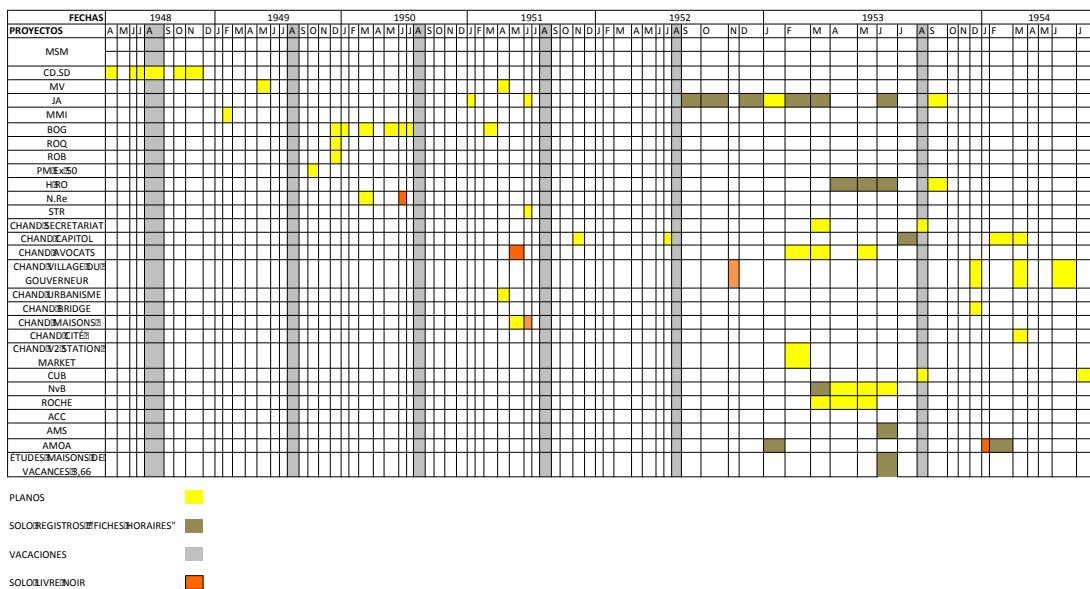 FECHAS 1948 1949 1950 1951 1952 1953 1954
PROYECTOS A M J J A S O N D J F M A M J J A S O N D J F M A M J J A S O N D J F M A M J J A S O N D J F M A M J J A S O N D J F M A M J J A S O N D J F M A M J J
MSM
CD.SD
MV
JA
MMI
BOG
ROQ
ROB
N.Re
STR
CHAND SECRETARIAT
CHAND CAPITOL
CHAND AVOCATS
CHAND VILLAGE DU
GOUVERNEUR
CHAND URBANISME
CHAND BRIDGE
CHAND MAISONS
CHAND CITÉ
CHAND V2 STATION
MARKET
CUB
NvB
ROCHE
ACC
AMS
AMOA
ÉTUDES MAISONS DE
VACANCES 3,66
PLANOS
SOLO REGISTROS "FICHES HORAIRES"
VACACIONES
SOLO LIVRE NOIR